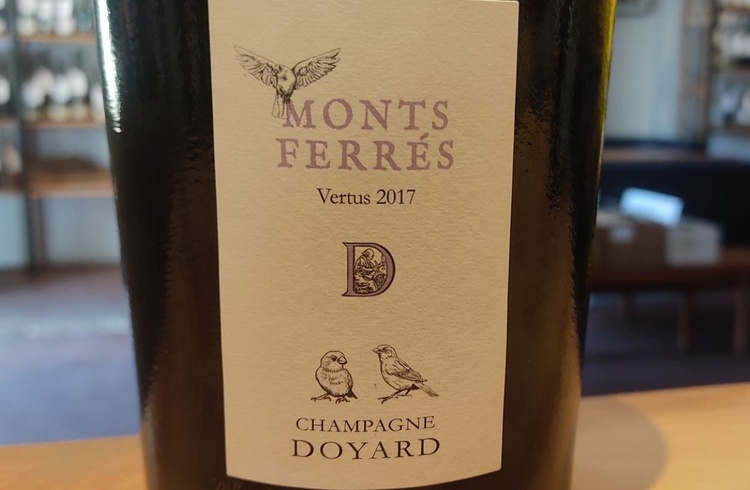 MONTS
FERRÉS
Vertus 2017
D
CHAMPAGNE
DOYARD